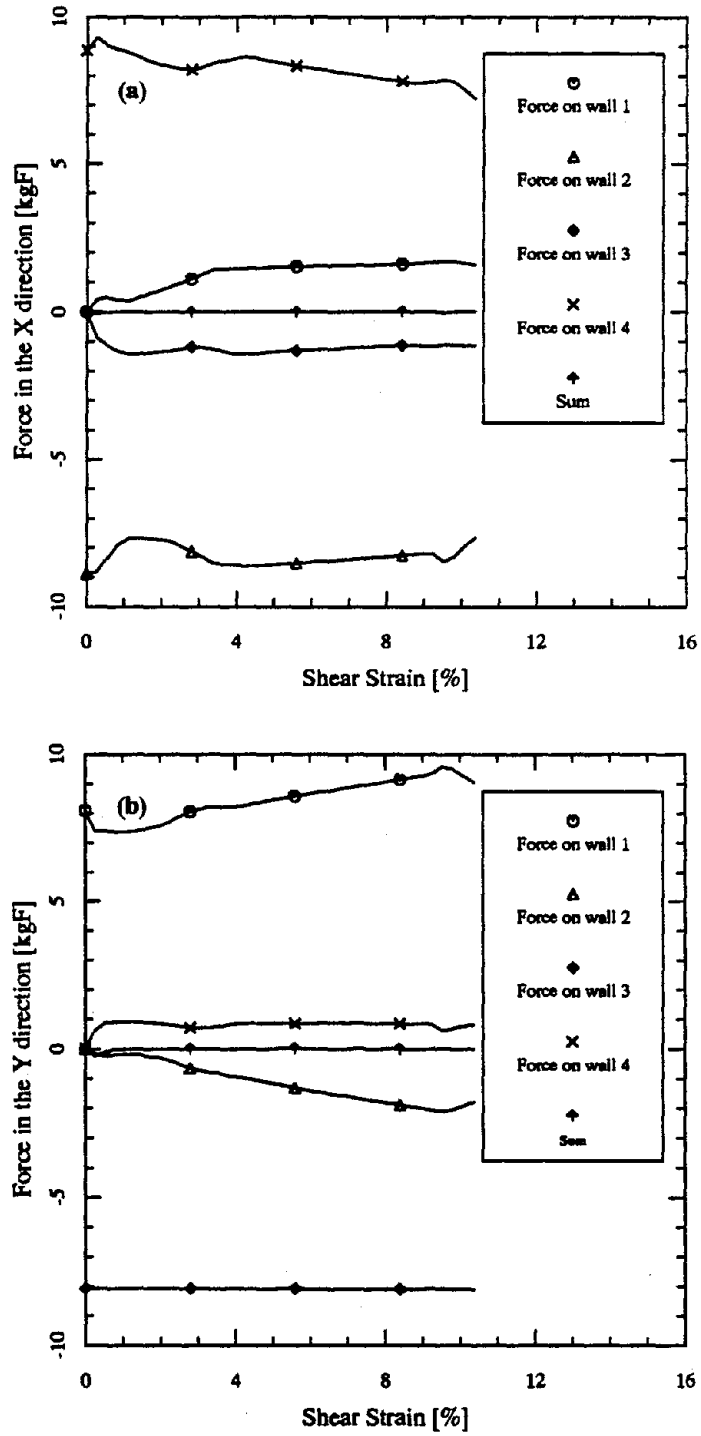 10
5
0
-5
-10
Force in the X direction [kgF]
(a)
Force on wall 1
Force on wall 2
Force on wall 3
Force on wall 4
Sum
0
4
8
12
16
Shear Strain [%]
10
5
0
-5
-10
Force in the Y direction [kgF]
(b)
Force on wall 1
Force on wall 2
Force on wall 3
Force on wall 4
Sum
0
4
8
12
16
Shear Strain [%]